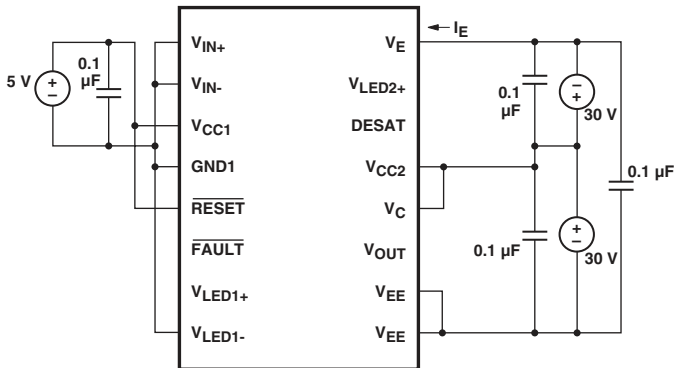 I_E
V_IN+
V_E
0.1 µF
5 V
V_IN-
V_LED2+
0.1 µF
30 V
V_CC1
DESAT
GND1
V_CC2
0.1 µF
RESET
V_C
FAULT
V_OUT
0.1 µF
30 V
V_LED1+
V_EE
V_LED1-
V_EE